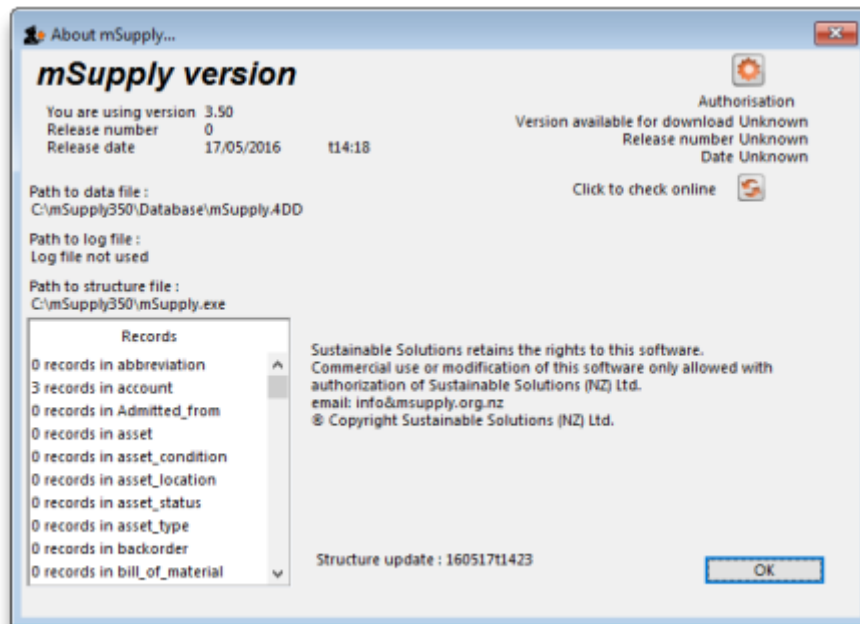 About mSupply...
mSupply version
You are using version 3.50
Release number 0
Release date 17/05/2016 t14:18
Authorisation
Version available for download Unknown
Release number Unknown
Date Unknown
Click to check online
Path to data file :
C:\mSupply350\Database\mSupply.4DD
Path to log file :
Log file not used
Path to structure file :
C:\mSupply350\mSupply.exe
Records
0 records in abbreviation
3 records in account
0 records in Admitted_from
0 records in asset
0 records in asset_condition
0 records in asset_location
0 records in asset_status
0 records in asset_type
0 records in backorder
0 records in bill_of_material
Sustainable Solutions retains the rights to this software.
Commercial use or modification of this software only allowed with
authorization of Sustainable Solutions (NZ) Ltd.
email: info&msupply.org.nz
® Copyright Sustainable Solutions (NZ) Ltd.
Structure update : 160517t1423
OK